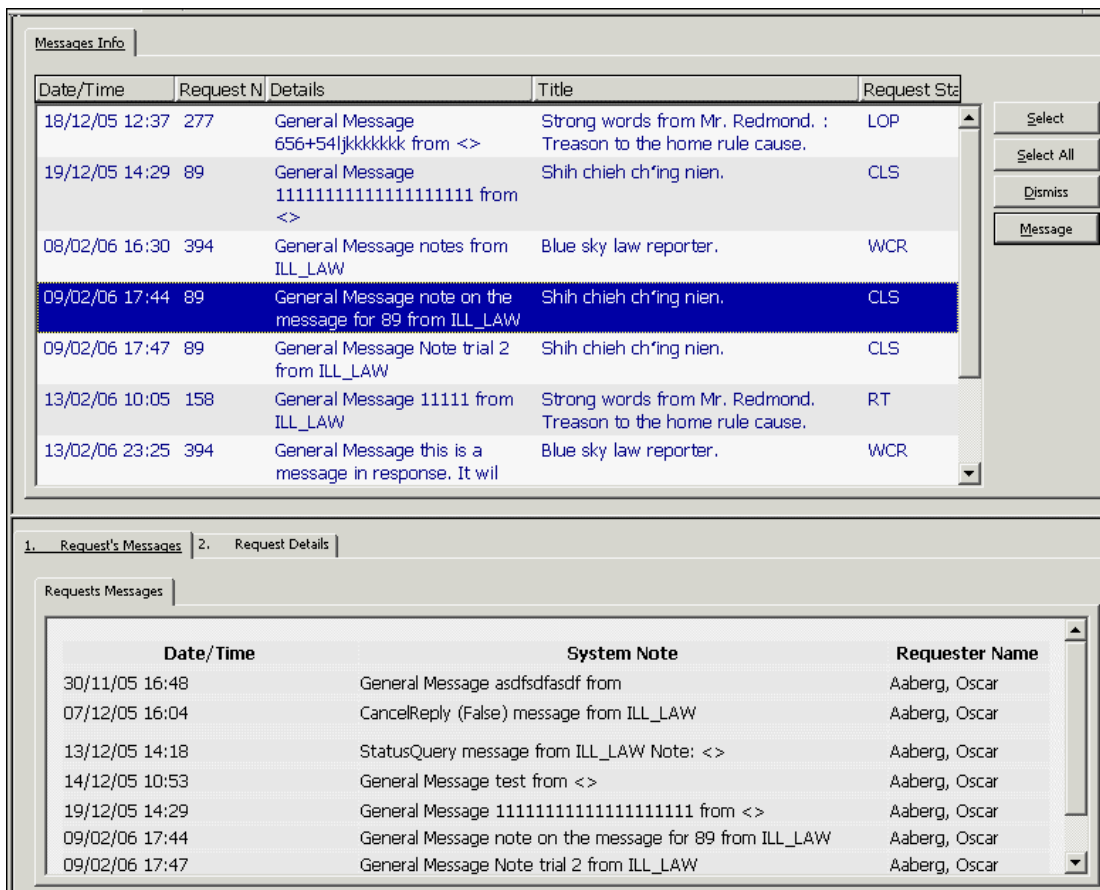 Messages Info
Date/Time Request N Details Title Request Sta
18/12/05 12:37 277 General Message Strong words from Mr. Redmond. : LOP
656+54ljkkkkkkk from <> Treason to the home rule cause.
19/12/05 14:29 89 General Message Shih chieh chʻing nien. CLS
11111111111111111111 from
<>
08/02/06 16:30 394 General Message notes from Blue sky law reporter. WCR
ILL_LAW
09/02/06 17:44 89 General Message note on the Shih chieh chʻing nien. CLS
message for 89 from ILL_LAW
09/02/06 17:47 89 General Message Note trial 2 Shih chieh chʻing nien. CLS
from ILL_LAW
13/02/06 10:05 158 General Message 11111 from Strong words from Mr. Redmond. RT
ILL_LAW Treason to the home rule cause.
13/02/06 23:25 394 General Message this is a Blue sky law reporter. WCR
message in response. It wil
Select
Select All
Dismiss
Message
1. Request's Messages 2. Request Details
Requests Messages
Date/Time System Note Requester Name
30/11/05 16:48 General Message asdfsdfasdf from Aaberg, Oscar
07/12/05 16:04 CancelReply (False) message from ILL_LAW Aaberg, Oscar
13/12/05 14:18 StatusQuery message from ILL_LAW Note: <> Aaberg, Oscar
14/12/05 10:53 General Message test from <> Aaberg, Oscar
19/12/05 14:29 General Message 11111111111111111111 from <> Aaberg, Oscar
09/02/06 17:44 General Message note on the message for 89 from ILL_LAW Aaberg, Oscar
09/02/06 17:47 General Message Note trial 2 from ILL_LAW Aaberg, Oscar